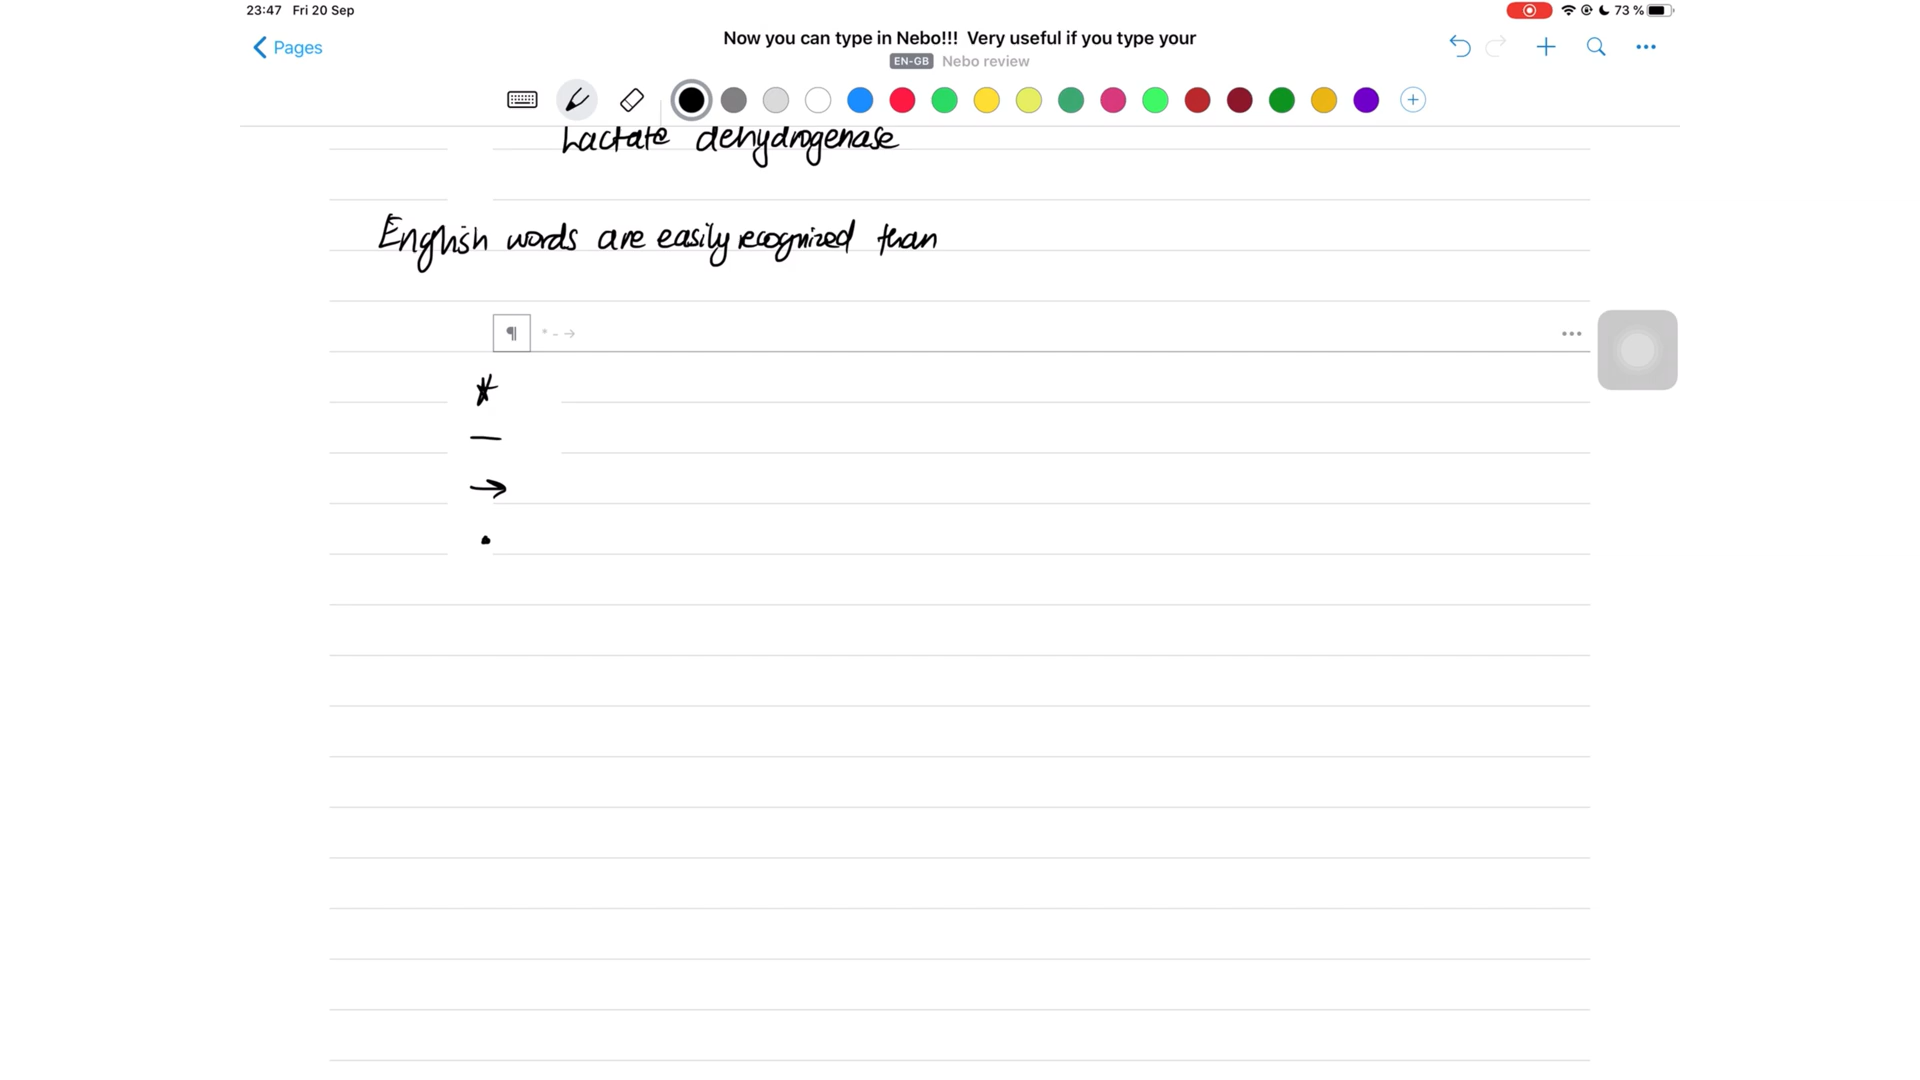 23:47 Fri 20 Sep 73 %
Pages
Now you can type in Nebo!!! Very useful if you type your
EN-GB Nebo review
Lactate dehydrogenase
English words are easily recognized than
¶ * - →
*
—
→
•